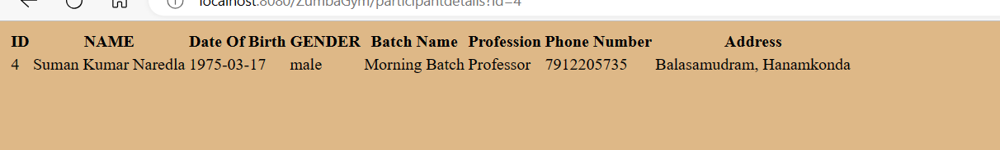 localhost:8080/ZumbaGym/participantdetails?id=4
ID NAME Date Of Birth GENDER Batch Name Profession Phone Number Address
4 Suman Kumar Naredla 1975-03-17 male Morning Batch Professor 7912205735 Balasamudram, Hanamkonda